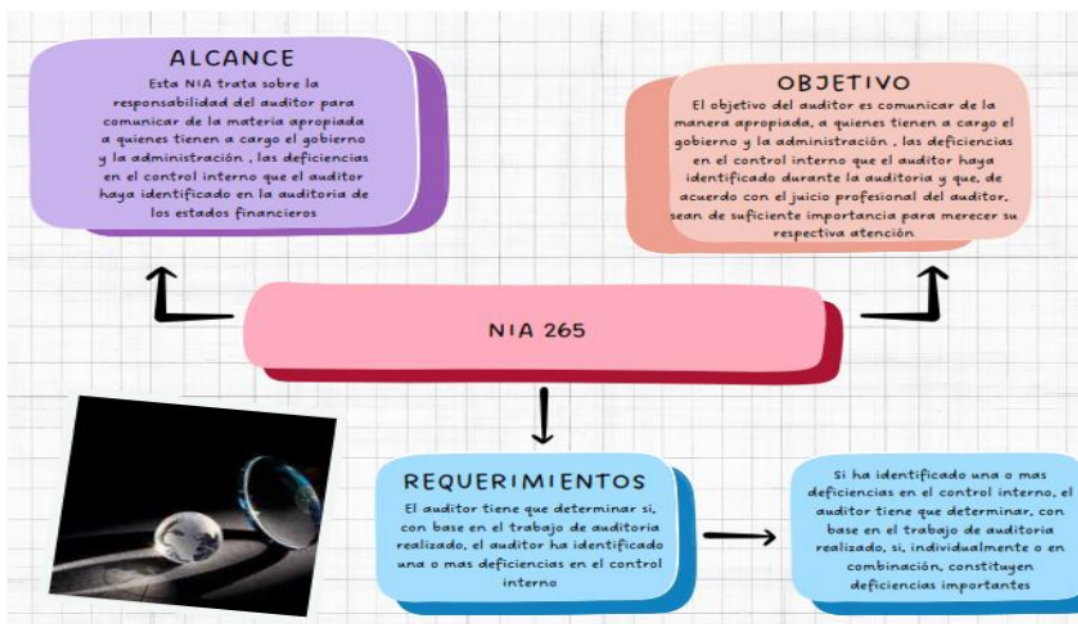 ALCANCE
Esta NIA trata sobre la
responsabilidad del auditor para
comunicar de la materia apropiada
a quienes tienen a cargo el gobierno
y la administración , las deficiencias
en el control interno que el auditor
haya identificado en la auditoria de
los estados financieros
OBJETIVO
El objetivo del auditor es comunicar de la
manera apropiada, a quienes tienen a cargo el
gobierno y la administración , las deficiencias
en el control interno que el auditor haya
identificado durante la auditoria y que, de
acuerdo con el juicio profesional del auditor,
sean de suficiente importancia para merecer su
respectiva atención
NIA 265
REQUERIMIENTOS
El auditor tiene que determinar si,
con base en el trabajo de auditoria
realizado, el auditor ha identificado
una o mas deficiencias en el control
interno
Si ha identificado una o mas
deficiencias en el control interno, el
auditor tiene que determinar, con
base en el trabajo de auditoria
realizado, si, individualmente o en
combinación, constituyen
deficiencias importantes